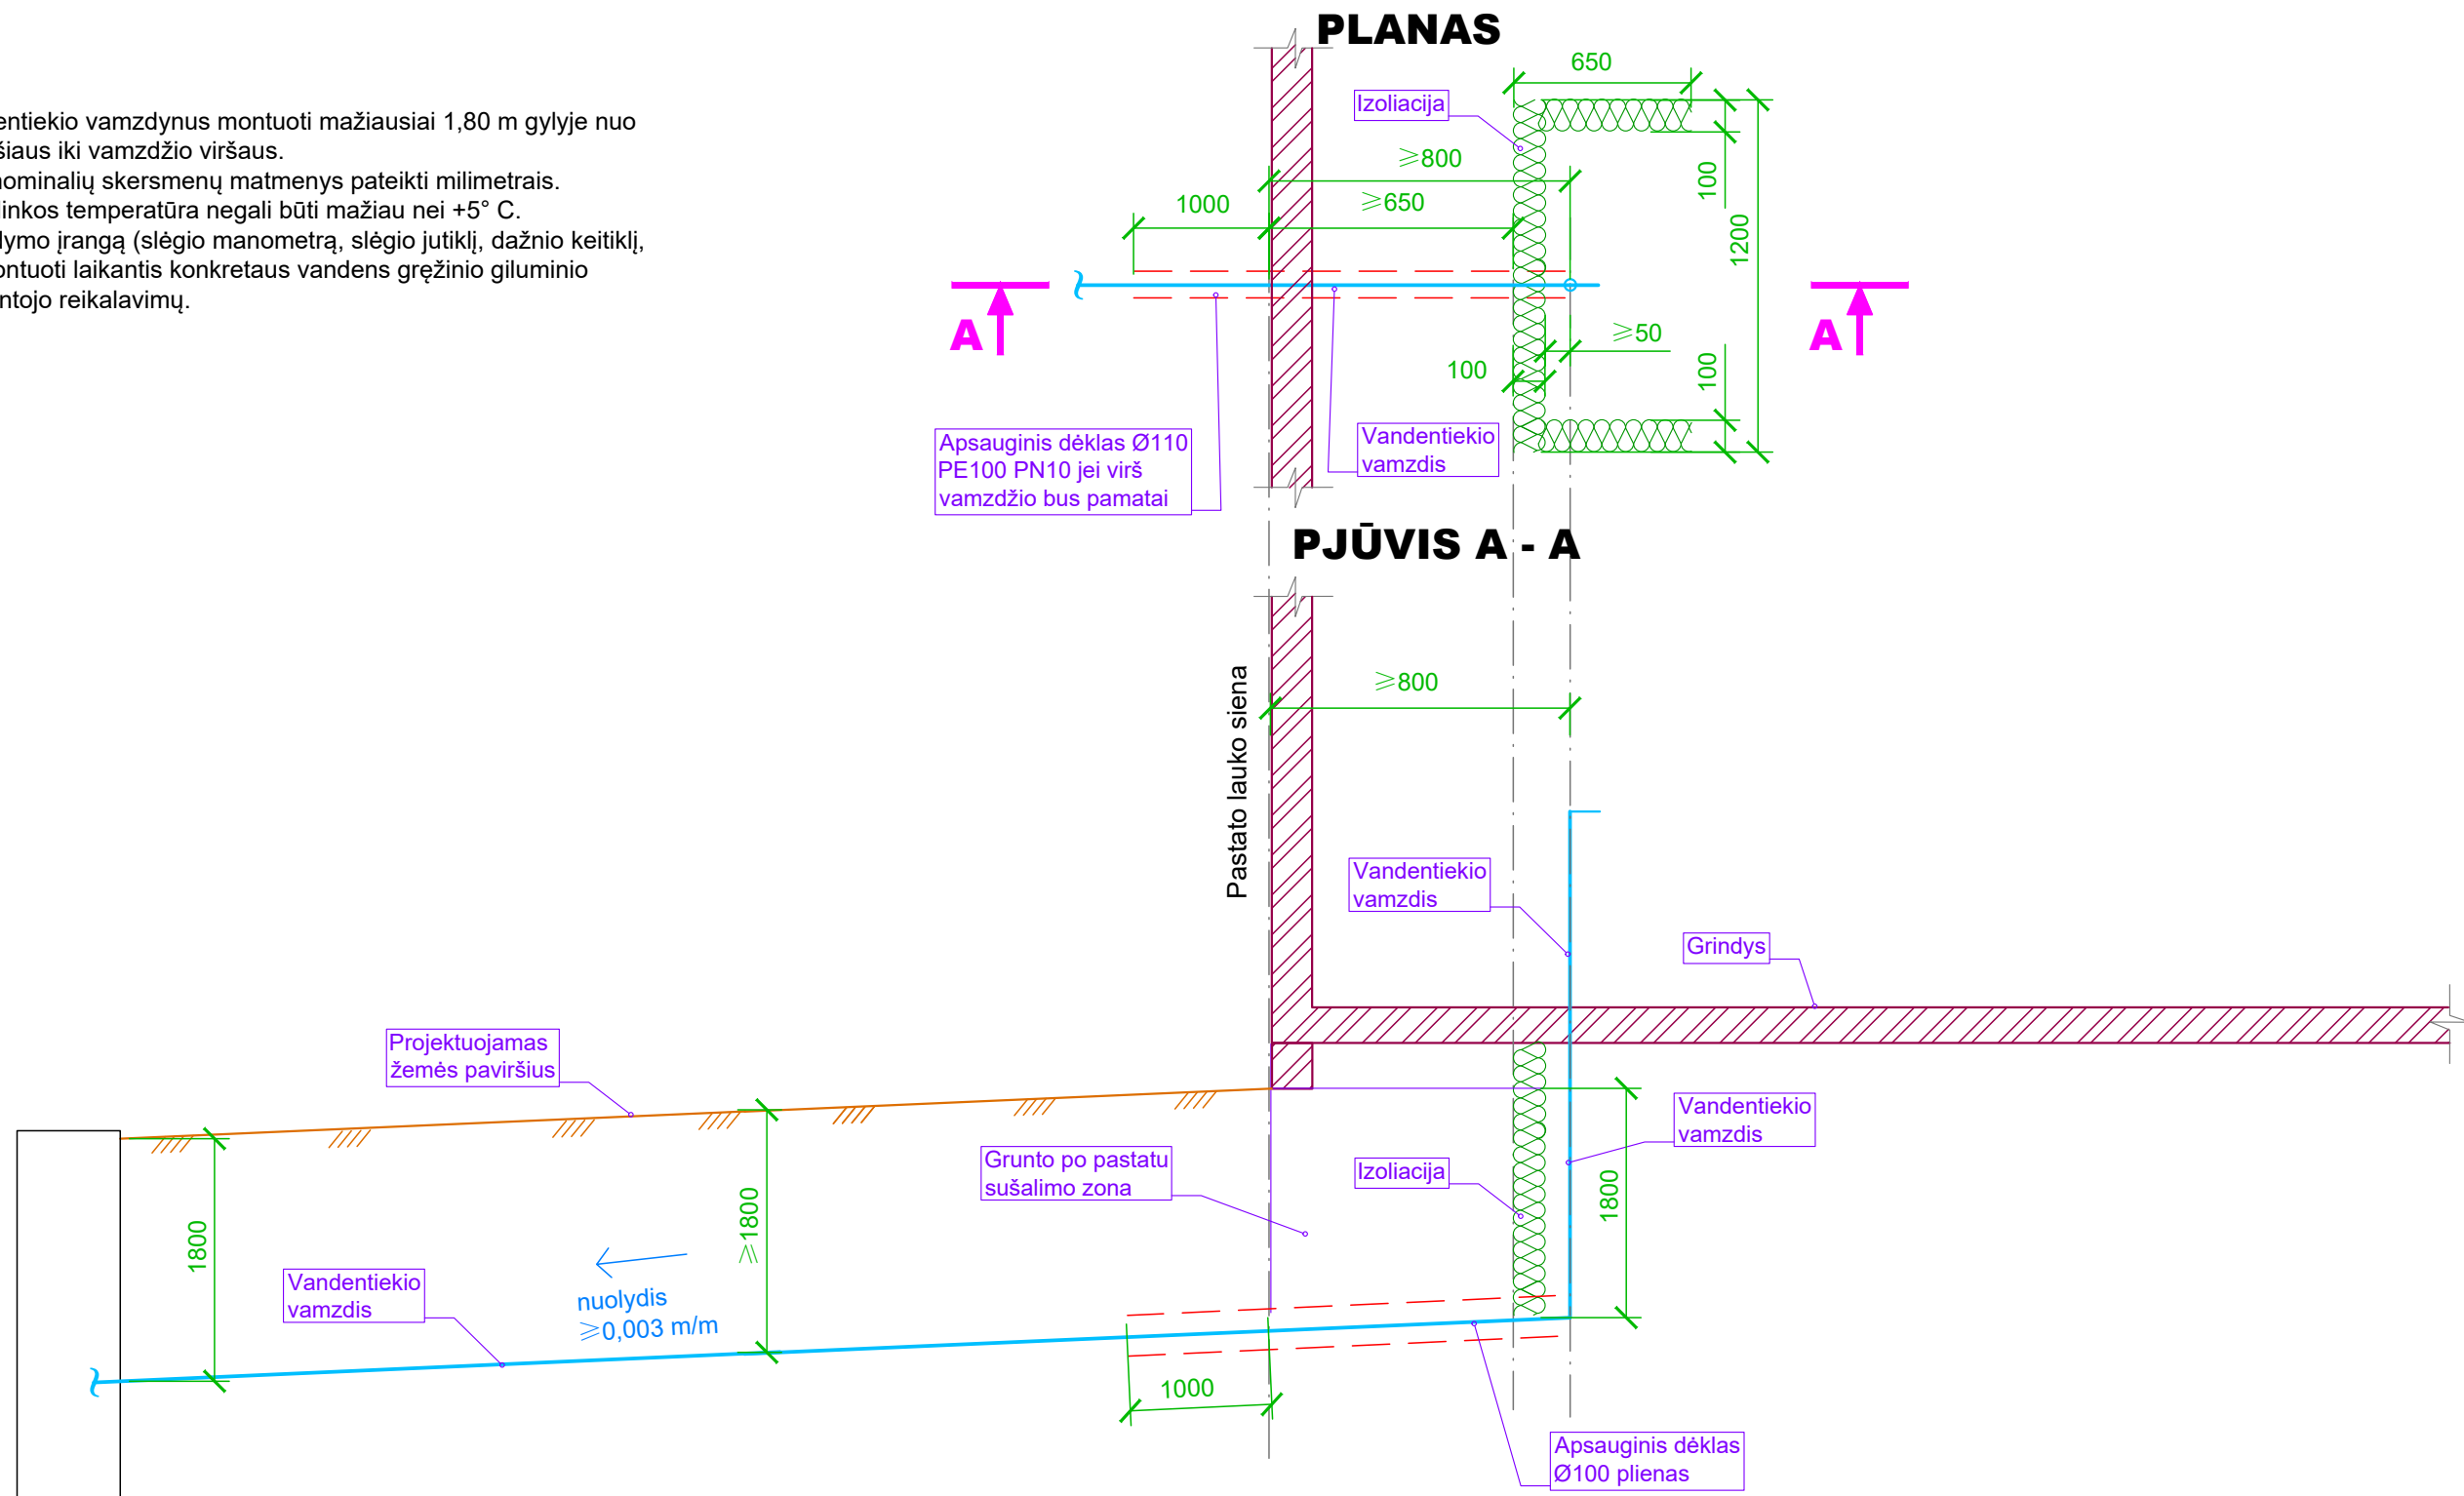 PLANAS
entiekio vamzdynus montuoti mažiausiai 1,80 m gylyje nuo
šiaus iki vamzdžio viršaus.
nominalių skersmenų matmenys pateikti milimetrais.
linkos temperatūra negali būti mažiau nei +5° C.
dymo įrangą (slėgio manometrą, slėgio jutiklį, dažnio keitiklį,
ontuoti laikantis konkretaus vandens gręžinio giluminio
ntojo reikalavimų.
650
Izoliacija
≥800
100
1000
≥650
1200
A
A
≥50
100
100
Apsauginis dėklas Ø110
PE100 PN10 jei virš
vamzdžio bus pamatai
Vandentiekio
vamzdis
PJŪVIS A - A
Pastato lauko siena
≥800
Vandentiekio
vamzdis
Grindys
Projektuojamas
žemės paviršius
Vandentiekio
vamzdis
Grunto po pastatu
sušalimo zona
Izoliacija
1800
≥1800
1800
Vandentiekio
vamzdis
nuolydis
≥0,003 m/m
1000
Apsauginis dėklas
Ø100 plienas